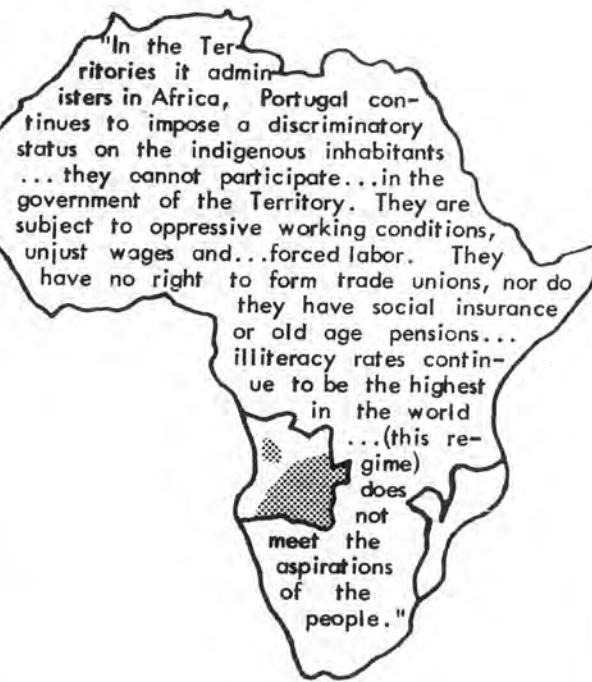 "In the Ter-
ritories it admin-
isters in Africa, Portugal con-
tinues to impose a discriminatory
status on the indigenous inhabitants
... they cannot participate...in the
government of the Territory. They are
subject to oppressive working conditions,
unjust wages and...forced labor. They
have no right to form trade unions, nor do
they have social insurance
or old age pensions...
illiteracy rates contin-
ue to be the highest
in the world
...(this re-
gime)
does
not
meet the
aspirations
of the
people."